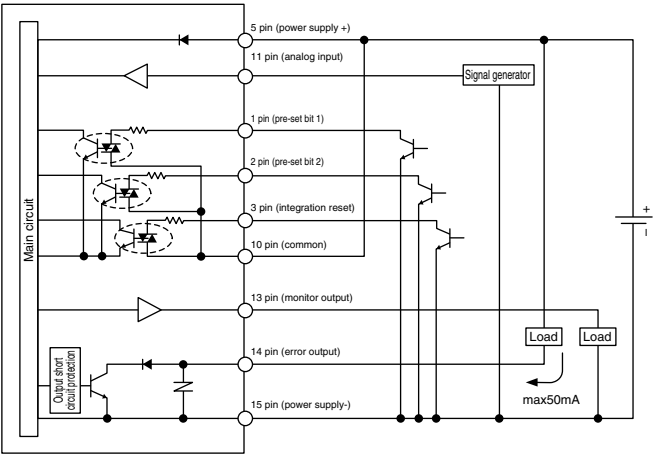 5 pin (power supply +)
11 pin (analog input)
Signal generator
1 pin (pre-set bit 1)
2 pin (pre-set bit 2)
3 pin (integration reset)
10 pin (common)
Main circuit
+
−
13 pin (monitor output)
Load
Load
14 pin (error output)
max50mA
Output short
circuit protection
15 pin (power supply-)